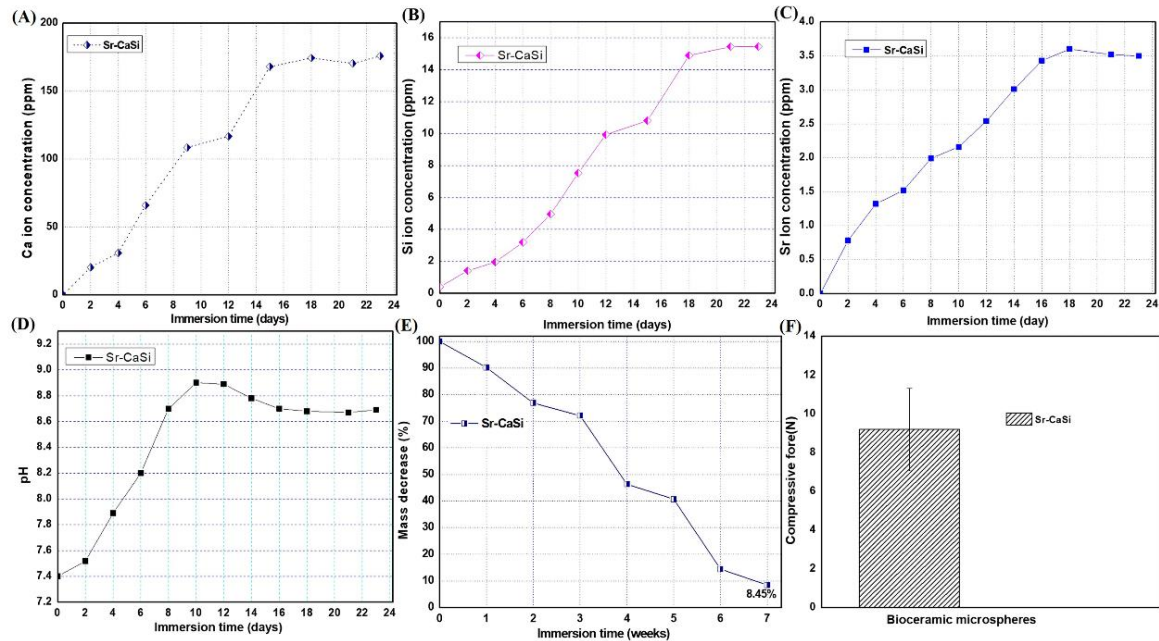 (A)
Sr-CaSi
Ca ion concentration (ppm)
200
150
100
50
0
0 2 4 6 8 10 12 14 16 18 20 22 24
Immersion time (days)
(B)
Sr-CaSi
Si ion concentration (ppm)
16
14
12
10
8
6
4
2
0
0 2 4 6 8 10 12 14 16 18 20 22 24
Immersion time (days)
(C)
Sr-CaSi
Sr Ion concentration (ppm)
4.0
3.5
3.0
2.5
2.0
1.5
1.0
0.5
0.0
0 2 4 6 8 10 12 14 16 18 20 22 24
Immersion time (day)
(D)
Sr-CaSi
pH
9.2
9.0
8.8
8.6
8.4
8.2
8.0
7.8
7.6
7.4
7.2
0 2 4 6 8 10 12 14 16 18 20 22 24
Immersion time (days)
(E)
Sr-CaSi
Mass decrease (%)
100
90
80
70
60
50
40
30
20
10
0
8.45%
0 1 2 3 4 5 6 7
Immersion time (weeks)
(F)
Sr-CaSi
Compressive fore(N)
14
12
10
8
6
4
2
0
Bioceramic microspheres